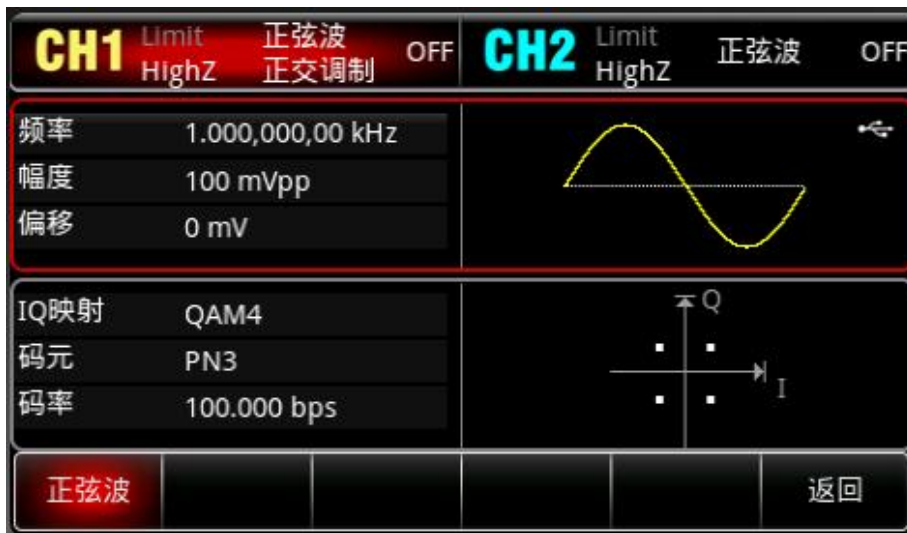 CH1 Limit 正弦波 OFF CH2 Limit 正弦波 OFF
HighZ 正交调制 HighZ
频率 1.000,000,00 kHz
幅度 100 mVpp
偏移 0 mV
IQ映射 QAM4
码元 PN3
码率 100.000 bps
Q
I
正弦波 返回